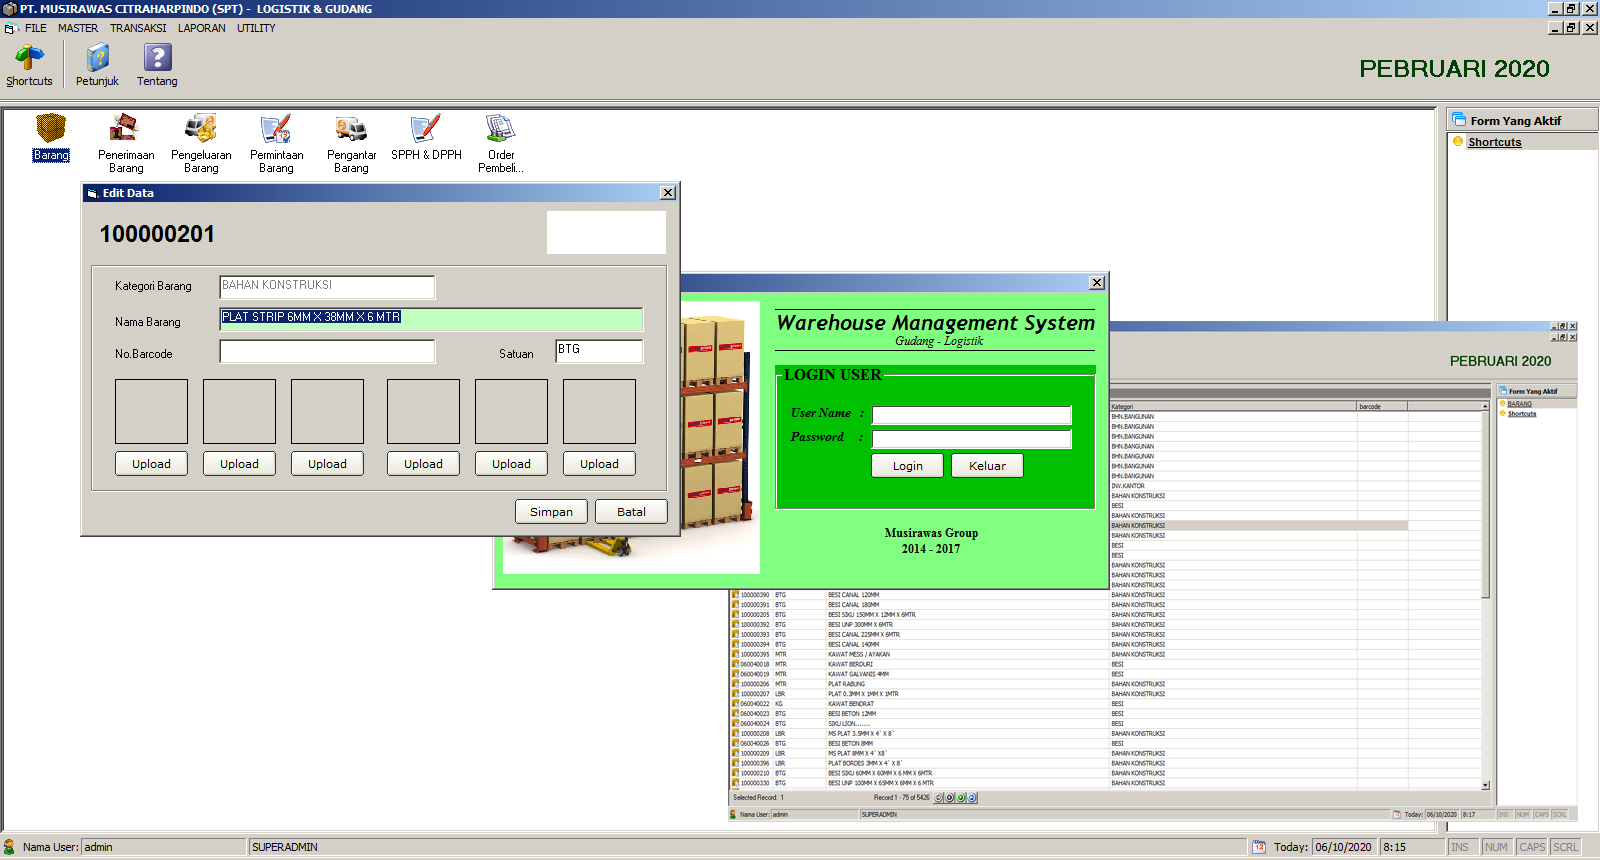 PT. MUSIRAWAS CITRAHARPINDO (SPT) - LOGISTIK & GUDANG
FILE MASTER TRANSAKSI LAPORAN UTILITY
Shortcuts Petunjuk Tentang
PEBRUARI 2020
Barang
Penerimaan Barang
Pengeluaran Barang
Permintaan Barang
Pengantar Barang
SPPH & DPPH
Order Pembeli...
Form Yang Aktif
Shortcuts
Edit Data
100000201
Kategori Barang BAHAN KONSTRUKSI
Nama Barang PLAT STRIP 6MM X 38MM X 6 MTR
No.Barcode Satuan BTG
Upload Upload Upload Upload Upload Upload
Simpan Batal
Warehouse Management System
Gudang - Logistik
LOGIN USER
User Name :
Password :
Login Keluar
Musirawas Group
2014 - 2017
PEBRUARI 2020
Form Yang Aktif
BARANG
Shortcuts
Kategori barcode
BHN.BANGUNAN
BHN.BANGUNAN
BHN.BANGUNAN
BHN.BANGUNAN
BHN.BANGUNAN
BHN.BANGUNAN
BHN.BANGUNAN
INV.KANTOR
BAHAN KONSTRUKSI
BESI
BAHAN KONSTRUKSI
BAHAN KONSTRUKSI
BAHAN KONSTRUKSI
BESI
BESI
BAHAN KONSTRUKSI
BAHAN KONSTRUKSI
BAHAN KONSTRUKSI
100000390 BTG BESI CANAL 120MM BAHAN KONSTRUKSI
100000391 BTG BESI CANAL 180MM BAHAN KONSTRUKSI
100000205 BTG BESI SIKU 150MM X 12MM X 6MTR BAHAN KONSTRUKSI
100000392 BTG BESI UNP 300MM X 6MTR BAHAN KONSTRUKSI
100000393 BTG BESI CANAL 225MM X 6MTR BAHAN KONSTRUKSI
100000394 BTG BESI CANAL 140MM BAHAN KONSTRUKSI
100000395 MTR KAWAT MESS / AYAKAN BAHAN KONSTRUKSI
060040018 MTR KAWAT BERDURI BESI
060040019 MTR KAWAT GALVANIS 4MM BESI
100000206 MTR PLAT RABUNG BAHAN KONSTRUKSI
100000207 LBR PLAT 0.3MM X 1MM X 1MTR BAHAN KONSTRUKSI
060040022 KG KAWAT BENDRAT BESI
060040023 BTG BESI BETON 12MM BESI
060040024 BTG SIKU LION....... BESI
100000208 LBR MS PLAT 3.5MM X 4` X 8` BAHAN KONSTRUKSI
060040026 BTG BESI BETON 8MM BESI
100000209 LBR MS PLAT 8MM X 4` X8` BAHAN KONSTRUKSI
100000396 LBR PLAT BORDES 3MM X 4` X 8` BAHAN KONSTRUKSI
100000210 BTG BESI SIKU 60MM X 60MM X 6 MM X 6MTR BAHAN KONSTRUKSI
100000330 BTG BESI UNP 100MM X 65MM X 6MM X 6 MTR BAHAN KONSTRUKSI
Selected Record: 1 Record 1 - 75 of 5426
Nama User: admin SUPERADMIN Today: 06/10/2020 8:17 INS NUM CAPS SCRL
Nama User: admin SUPERADMIN Today: 06/10/2020 8:15 INS NUM CAPS SCRL